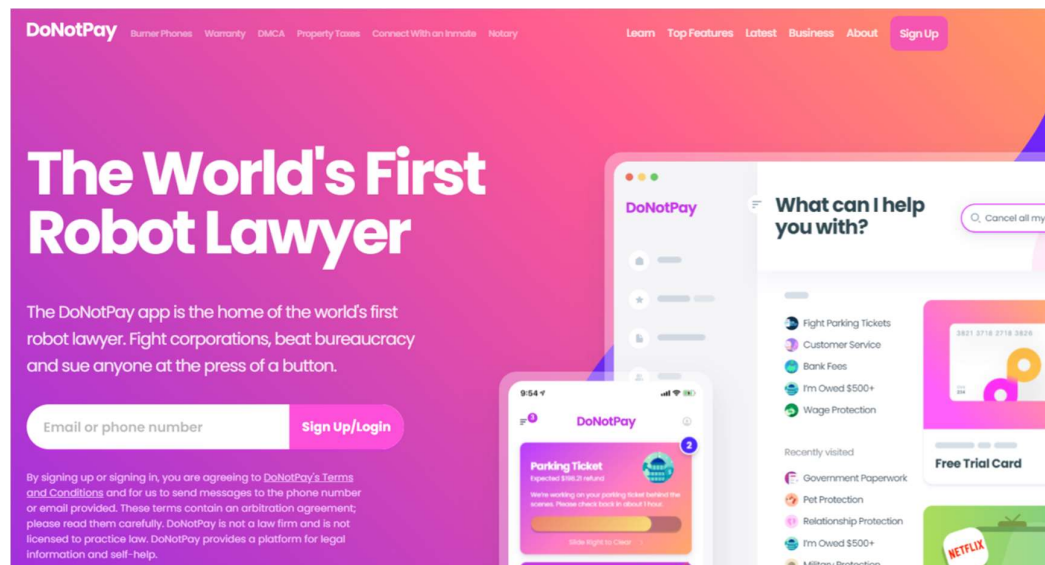 DoNotPay Burner Phones Warranty DMCA Property Taxes Connect With an Inmate Notary Learn Top Features Latest Business About Sign Up
The World's First
Robot Lawyer
The DoNotPay app is the home of the world's first
robot lawyer. Fight corporations, beat bureaucracy
and sue anyone at the press of a button.
Email or phone number Sign Up/Login
By signing up or signing in, you are agreeing to DoNotPay's Terms
and Conditions and for us to send messages to the phone number
or email provided. These terms contain an arbitration agreement;
please read them carefully. DoNotPay is not a law firm and is not
licensed to practice law. DoNotPay provides a platform for legal
information and self-help.
DoNotPay
What can I help
you with?
Cancel all my
Fight Parking Tickets
Customer Service
Bank Fees
I'm Owed $500+
Wage Protection
Recently visited
Government Paperwork
Pet Protection
Relationship Protection
I'm Owed $500+
Military Protection
3821 3716 2718 3828
Free Trial Card
NETFLIX
9:54
3
DoNotPay
2
Parking Ticket
Expected $198.21 refund
We're working on your parking ticket behind the
scenes. Please check back in about 1 hour.
Slide Right to Clear